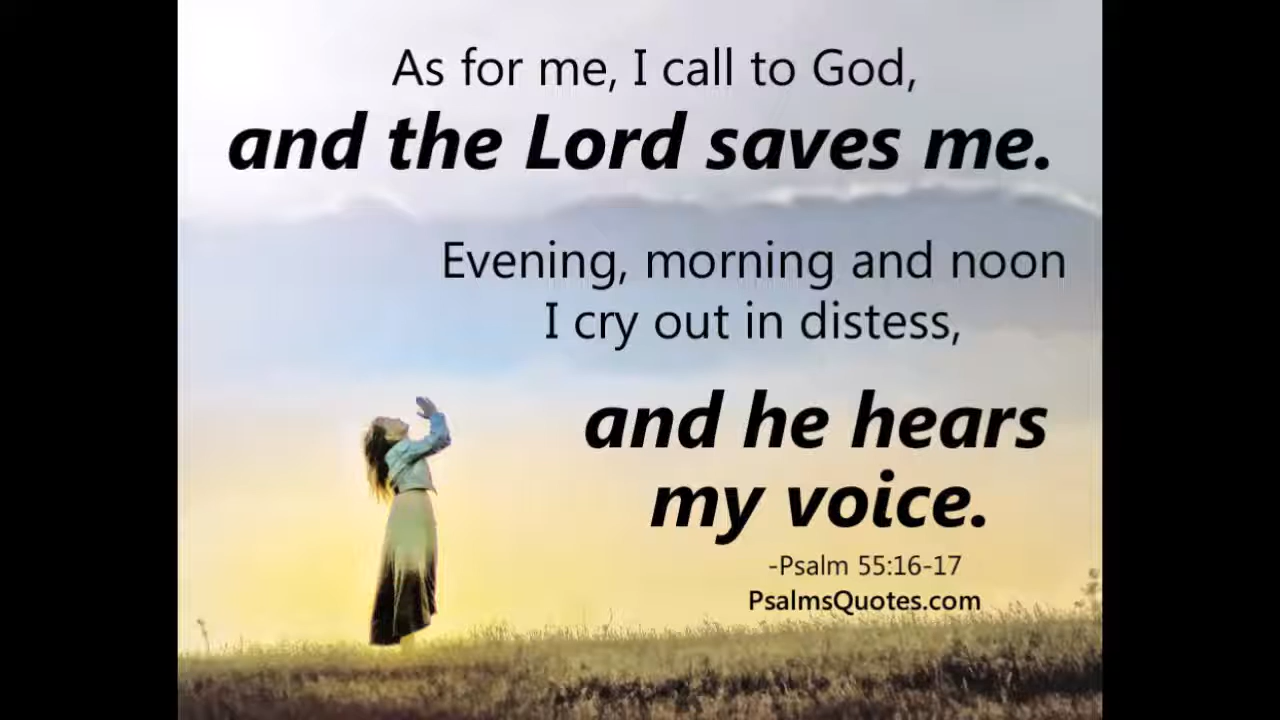 As for me, I call to God,
and the Lord saves me.
Evening, morning and noon
I cry out in distess,
and he hears
my voice.
-Psalm 55:16-17
PsalmsQuotes.com